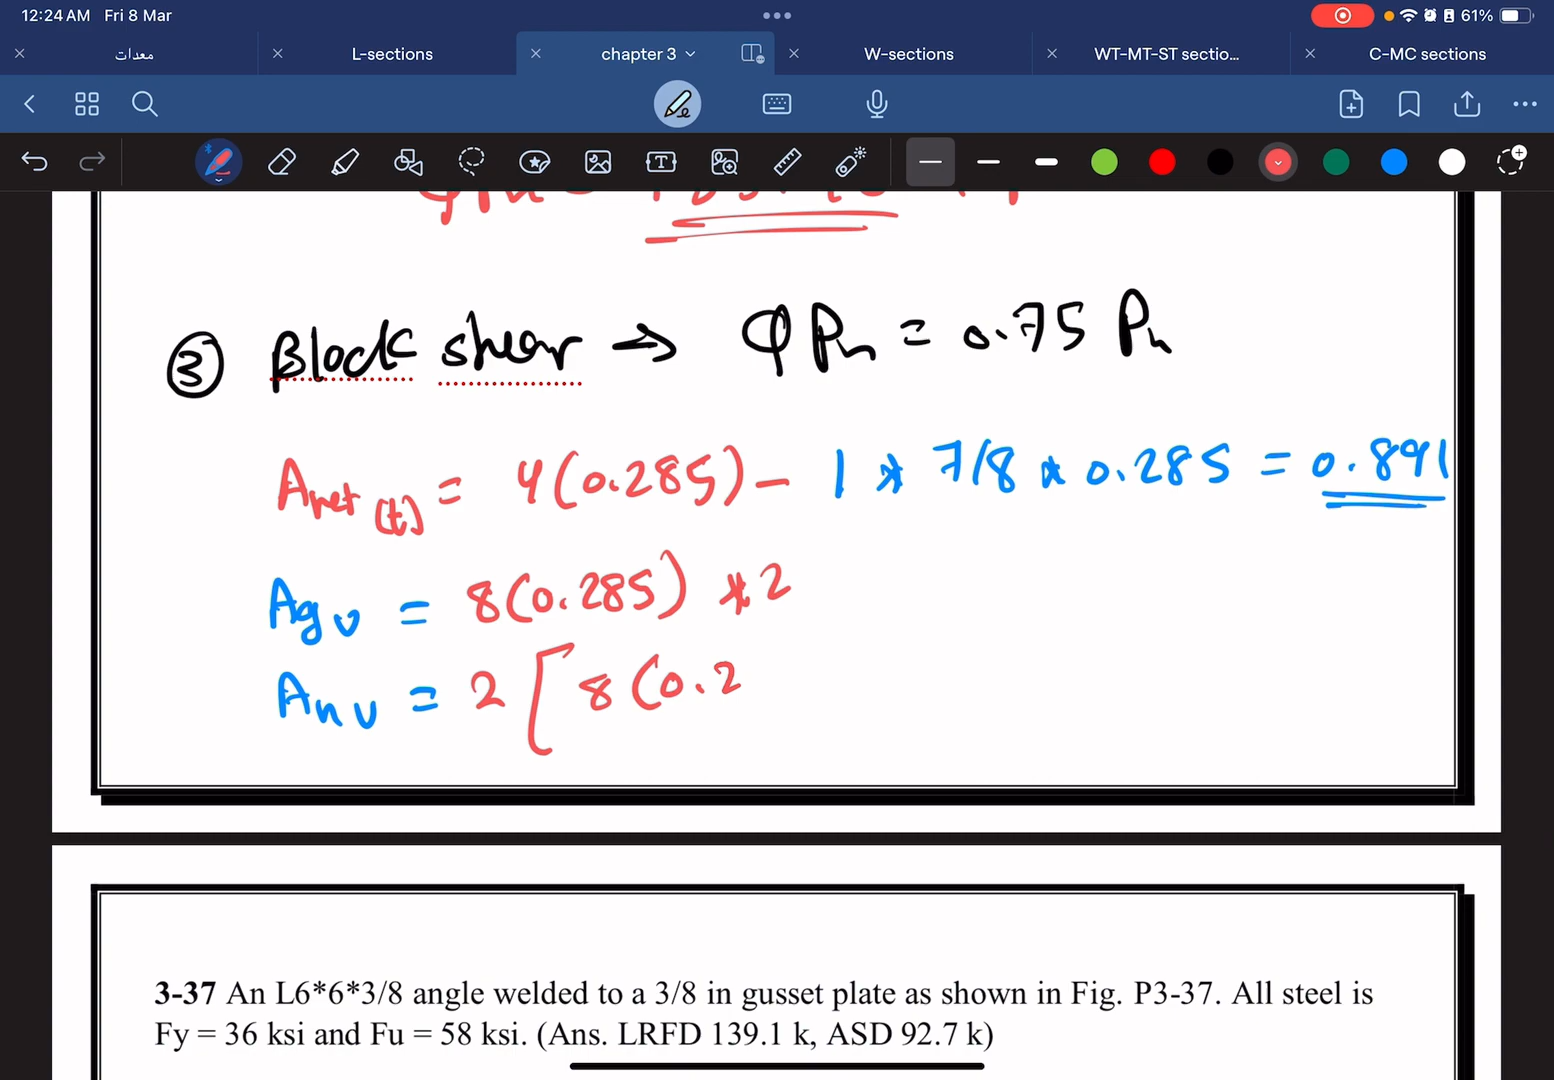 12:24 AM Fri 8 Mar 61%
معدات L-sections chapter 3 W-sections WT-MT-ST sectio... C-MC sections
③ Block shear → φPn = 0.75 Pn
Anet (t) = 4(0.285) - 1 * 7/8 * 0.285 = 0.891
Agv = 8(0.285) * 2
Anv = 2 [ 8 (0.2
3-37 An L6*6*3/8 angle welded to a 3/8 in gusset plate as shown in Fig. P3-37. All steel is
Fy = 36 ksi and Fu = 58 ksi. (Ans. LRFD 139.1 k, ASD 92.7 k)